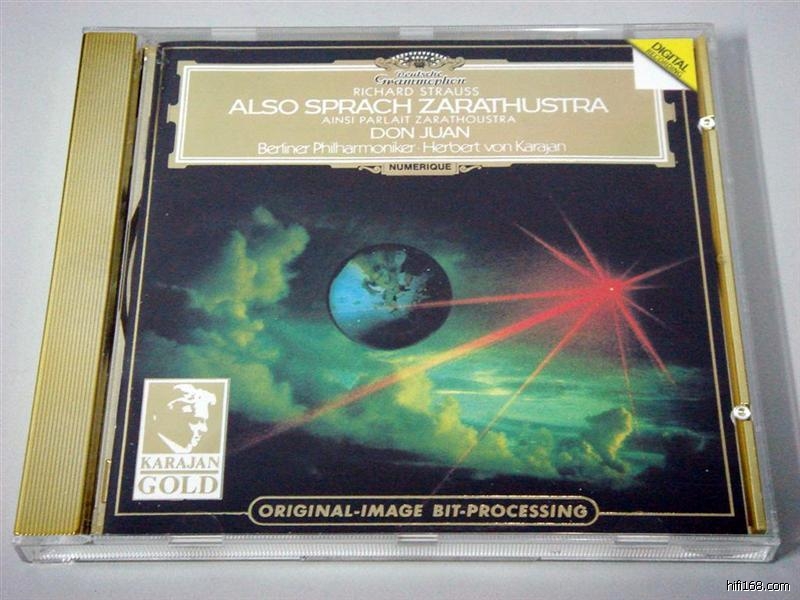 Deutsche
Grammophon
DIGITAL
RECORDING
RICHARD STRAUSS
ALSO SPRACH ZARATHUSTRA
AINSI PARLAIT ZARATHOUSTRA
DON JUAN
Berliner Philharmoniker · Herbert von Karajan
NUMERIQUE
KARAJAN
GOLD
ORIGINAL-IMAGE BIT-PROCESSING
hifi168.com